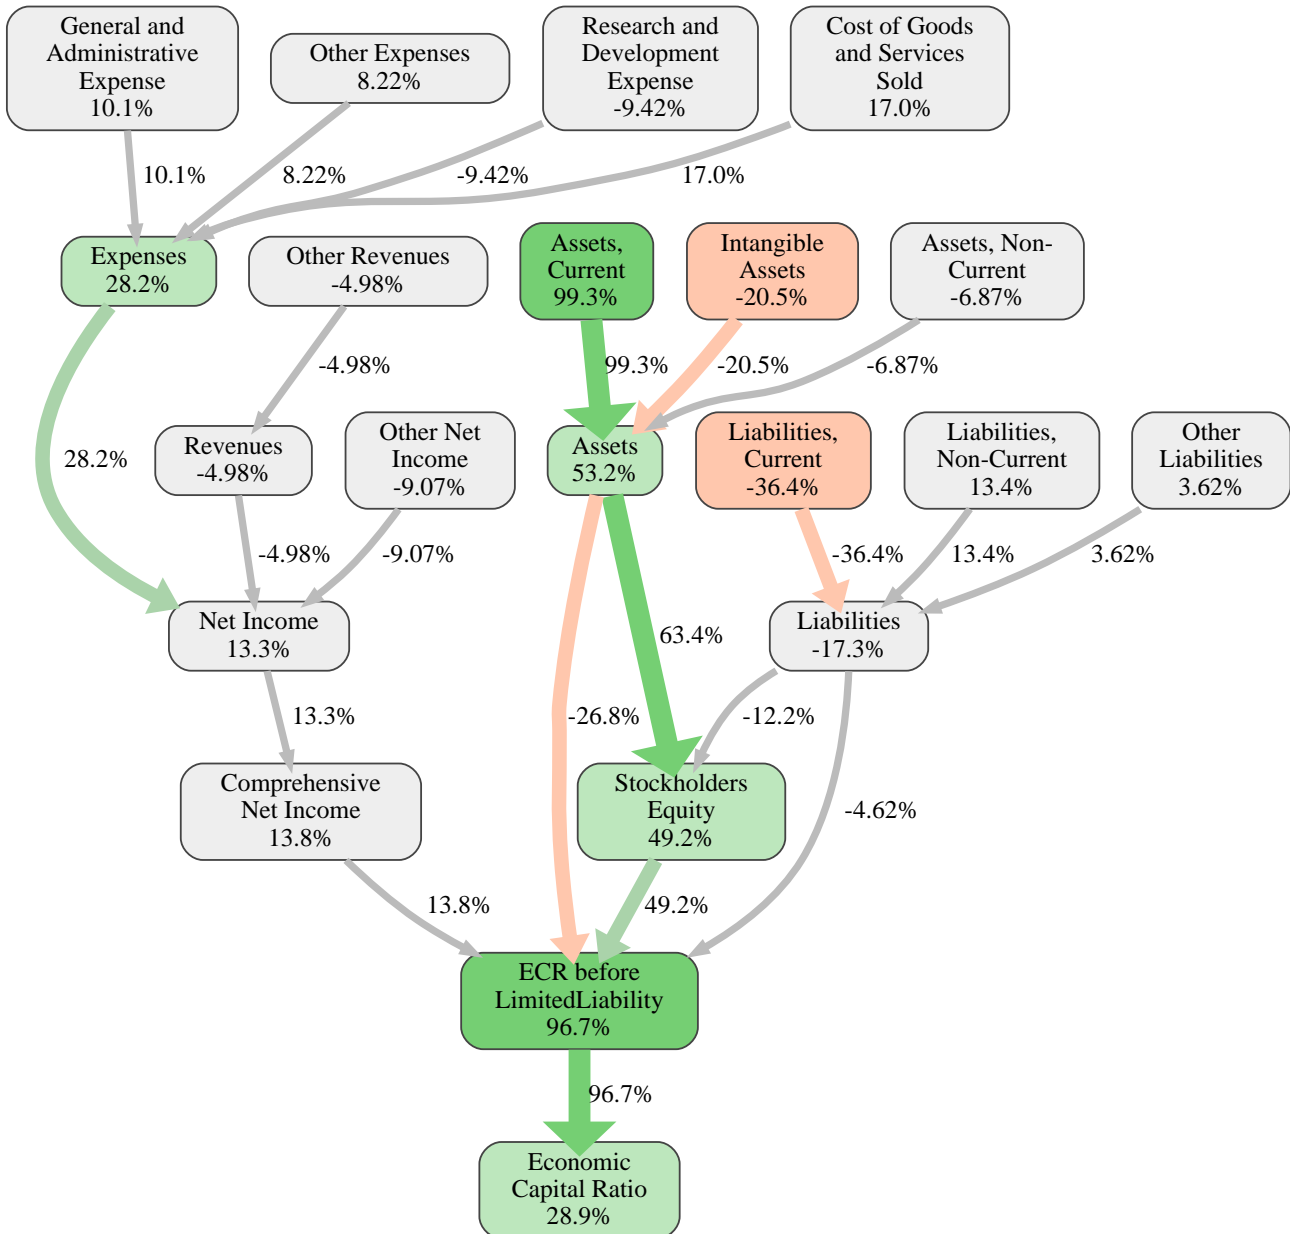 General and
Administrative
Expense
10.1%
Other Expenses
8.22%
Research and
Development
Expense
-9.42%
Cost of Goods
and Services
Sold
17.0%
10.1%
8.22%
-9.42%
17.0%
Expenses
28.2%
Other Revenues
-4.98%
Assets,
Current
99.3%
Intangible
Assets
-20.5%
Assets, Non-
Current
-6.87%
-4.98%
99.3%
-20.5%
-6.87%
28.2%
Revenues
-4.98%
Other Net
Income
-9.07%
Assets
53.2%
Liabilities,
Current
-36.4%
Liabilities,
Non-Current
13.4%
Other
Liabilities
3.62%
-4.98%
-9.07%
-36.4%
13.4%
3.62%
Net Income
13.3%
63.4%
Liabilities
-17.3%
13.3%
-26.8%
-12.2%
Comprehensive
Net Income
13.8%
Stockholders
Equity
49.2%
-4.62%
13.8%
49.2%
ECR before
LimitedLiability
96.7%
96.7%
Economic
Capital Ratio
28.9%